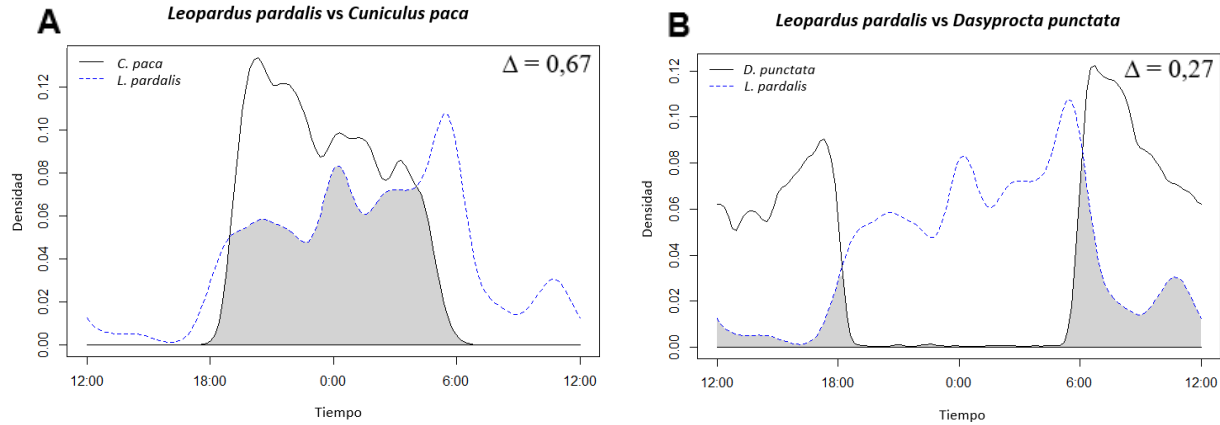 Leopardus pardalis vs Cuniculus paca
A
Δ = 0,67
C. paca
L. pardalis
Densidad
0.12
0.10
0.08
0.06
0.04
0.02
0.00
12:00 18:00 0:00 6:00 12:00
Tiempo
Leopardus pardalis vs Dasyprocta punctata
B
Δ = 0,27
D. punctata
L. pardalis
Densidad
0.12
0.10
0.08
0.06
0.04
0.02
0.00
12:00 18:00 0:00 6:00 12:00
Tiempo